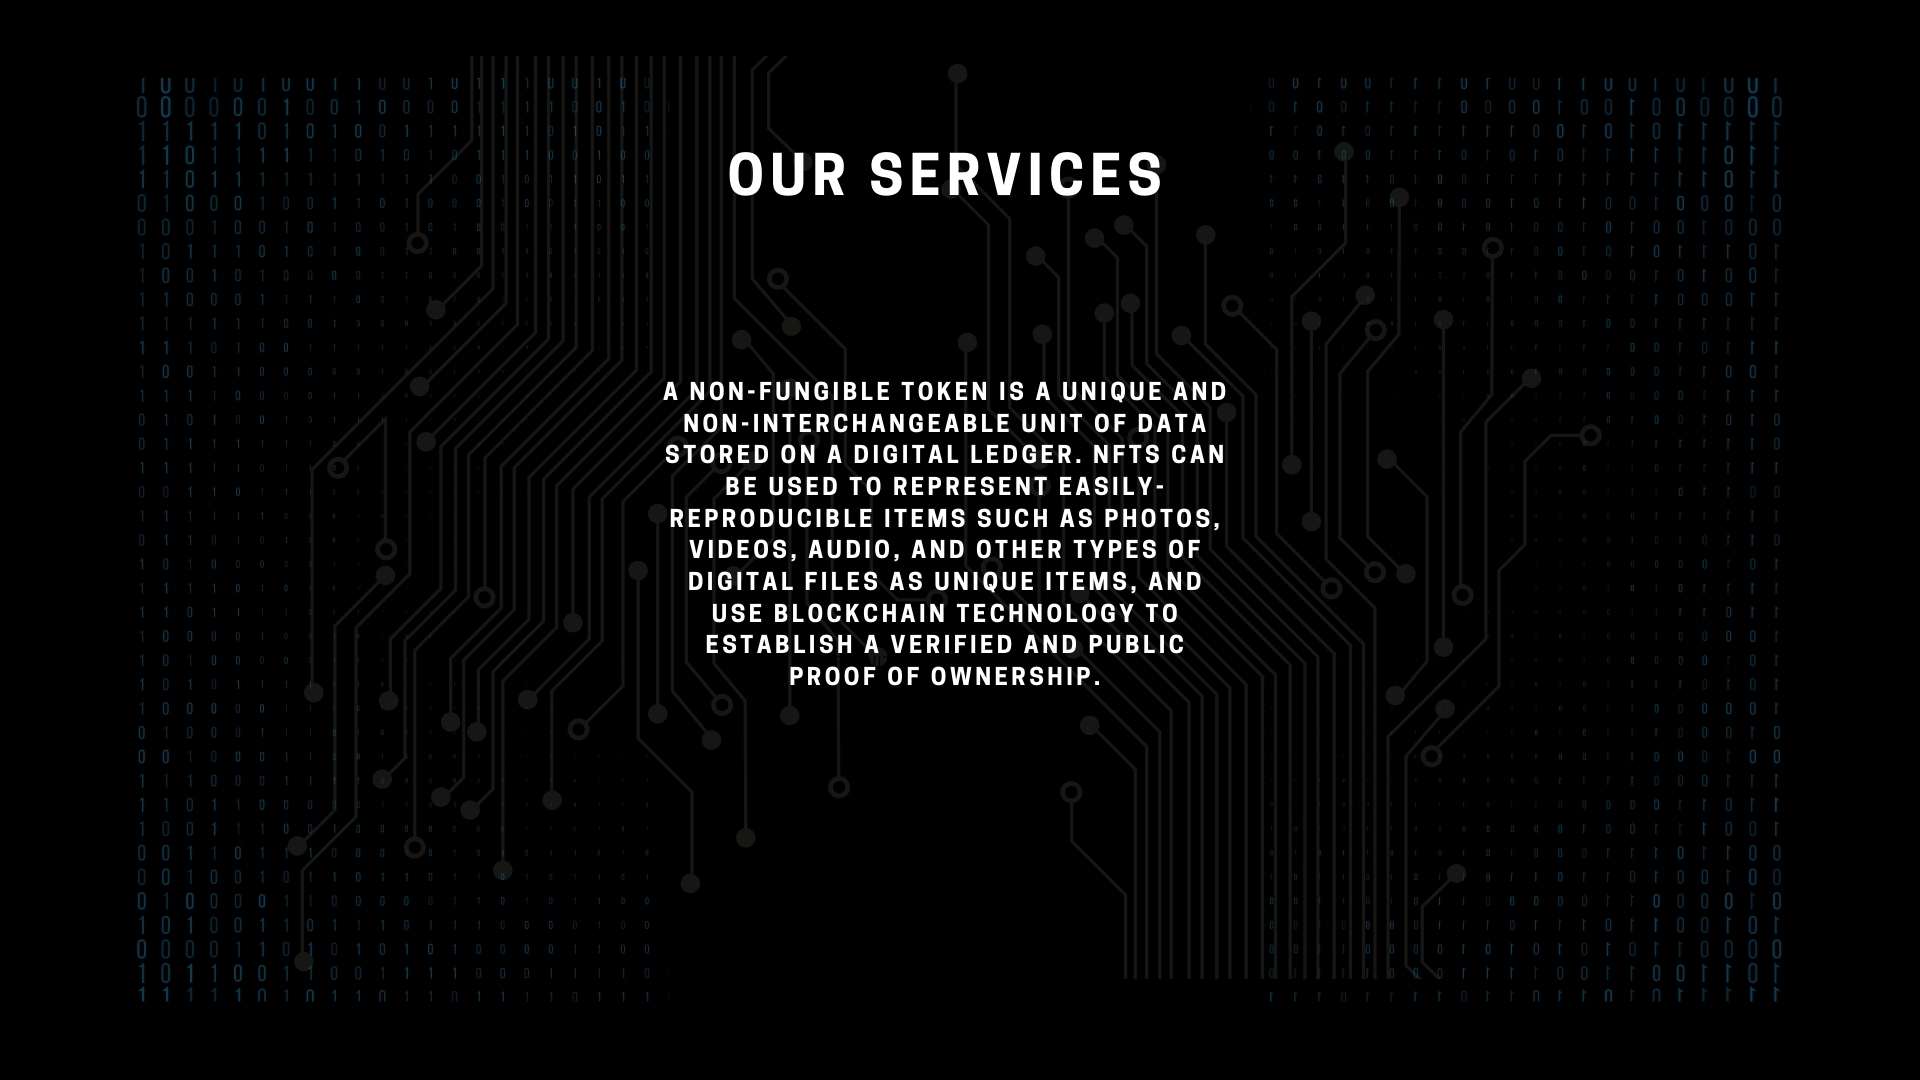 OUR SERVICES
A NON-FUNGIBLE TOKEN IS A UNIQUE AND
NON-INTERCHANGEABLE UNIT OF DATA
STORED ON A DIGITAL LEDGER. NFTS CAN
BE USED TO REPRESENT EASILY-
REPRODUCIBLE ITEMS SUCH AS PHOTOS,
VIDEOS, AUDIO, AND OTHER TYPES OF
DIGITAL FILES AS UNIQUE ITEMS, AND
USE BLOCKCHAIN TECHNOLOGY TO
ESTABLISH A VERIFIED AND PUBLIC
PROOF OF OWNERSHIP.